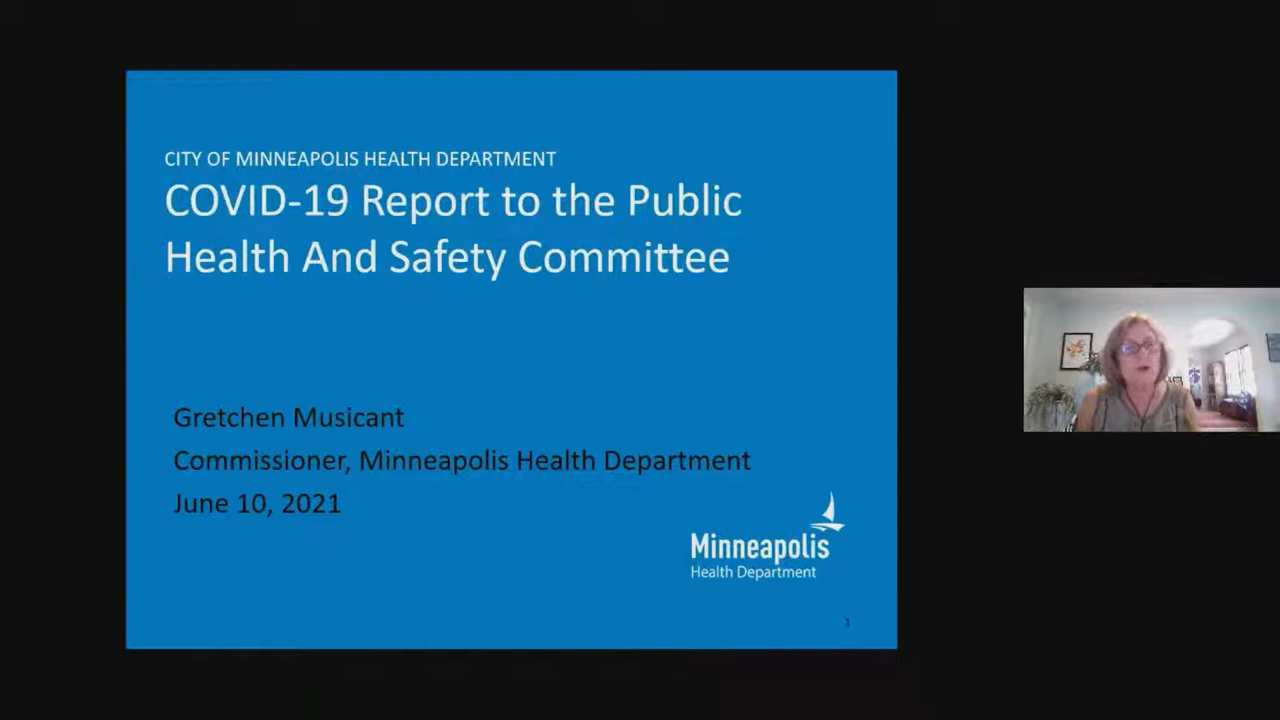 CITY OF MINNEAPOLIS HEALTH DEPARTMENT
COVID-19 Report to the Public
Health And Safety Committee
Gretchen Musicant
Commissioner, Minneapolis Health Department
June 10, 2021
Minneapolis
Health Department
1